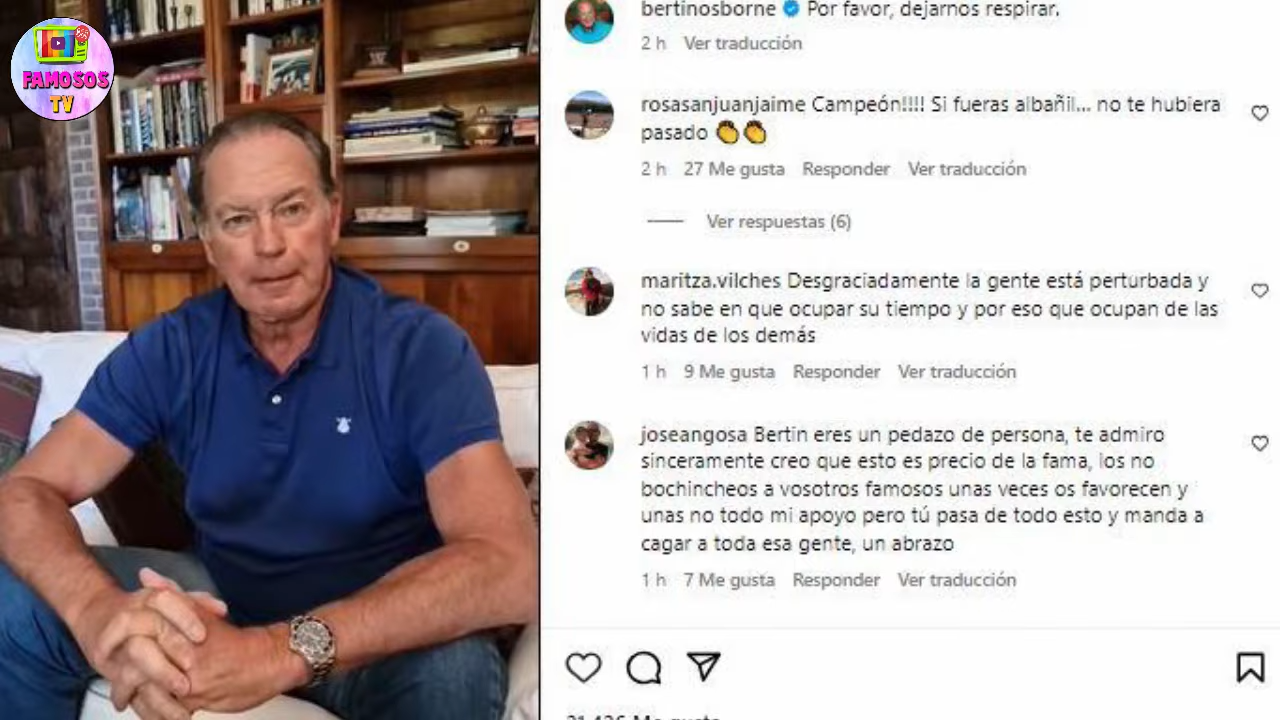 FAMOSOS
TV
bertinosborne Por favor, dejarnos respirar.
2 h Ver traducción
rosasanjuanjaime Campeón!!!! Si fueras albañil... no te hubiera
pasado 👏👏
2 h 27 Me gusta Responder Ver traducción
Ver respuestas (6)
maritza.vilches Desgraciadamente la gente está perturbada y
no sabe en que ocupar su tiempo y por eso que ocupan de las
vidas de los demás
1 h 9 Me gusta Responder Ver traducción
joseangosa Bertin eres un pedazo de persona, te admiro
sinceramente creo que esto es precio de la fama, los no
bochincheos a vosotros famosos unas veces os favorecen y
unas no todo mi apoyo pero tú pasa de todo esto y manda a
cagar a toda esa gente, un abrazo
1 h 7 Me gusta Responder Ver traducción
Me gusta